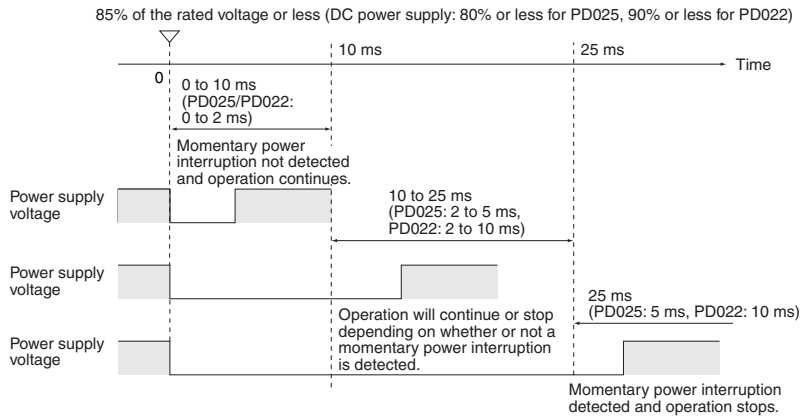 85% of the rated voltage or less (DC power supply: 80% or less for PD025, 90% or less for PD022)
10 ms
25 ms
Time
0
0 to 10 ms
(PD025/PD022:
0 to 2 ms)
Momentary power
interruption not detected
and operation continues.
Power supply
voltage
10 to 25 ms
(PD025: 2 to 5 ms,
PD022: 2 to 10 ms)
Power supply
voltage
Operation will continue or stop
depending on whether or not a
momentary power interruption
is detected.
25 ms
(PD025: 5 ms, PD022: 10 ms)
Power supply
voltage
Momentary power interruption
detected and operation stops.